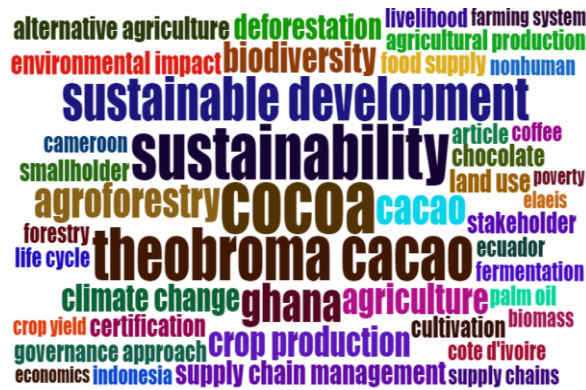 alternative agriculture deforestation livelihood farming system
agricultural production
environmental impact biodiversity food supply nonhuman
sustainable development
cameroon sustainability article coffee
smallholder chocolate
agroforestry cocoa cacao land use poverty
elaeis
forestry stakeholder
life cycle theobroma cacao ecuador
fermentation
climate change ghana agriculture palm oil
crop yield certification crop production cultivation biomass
governance approach cote d'ivoire
economics indonesia supply chain management supply chains